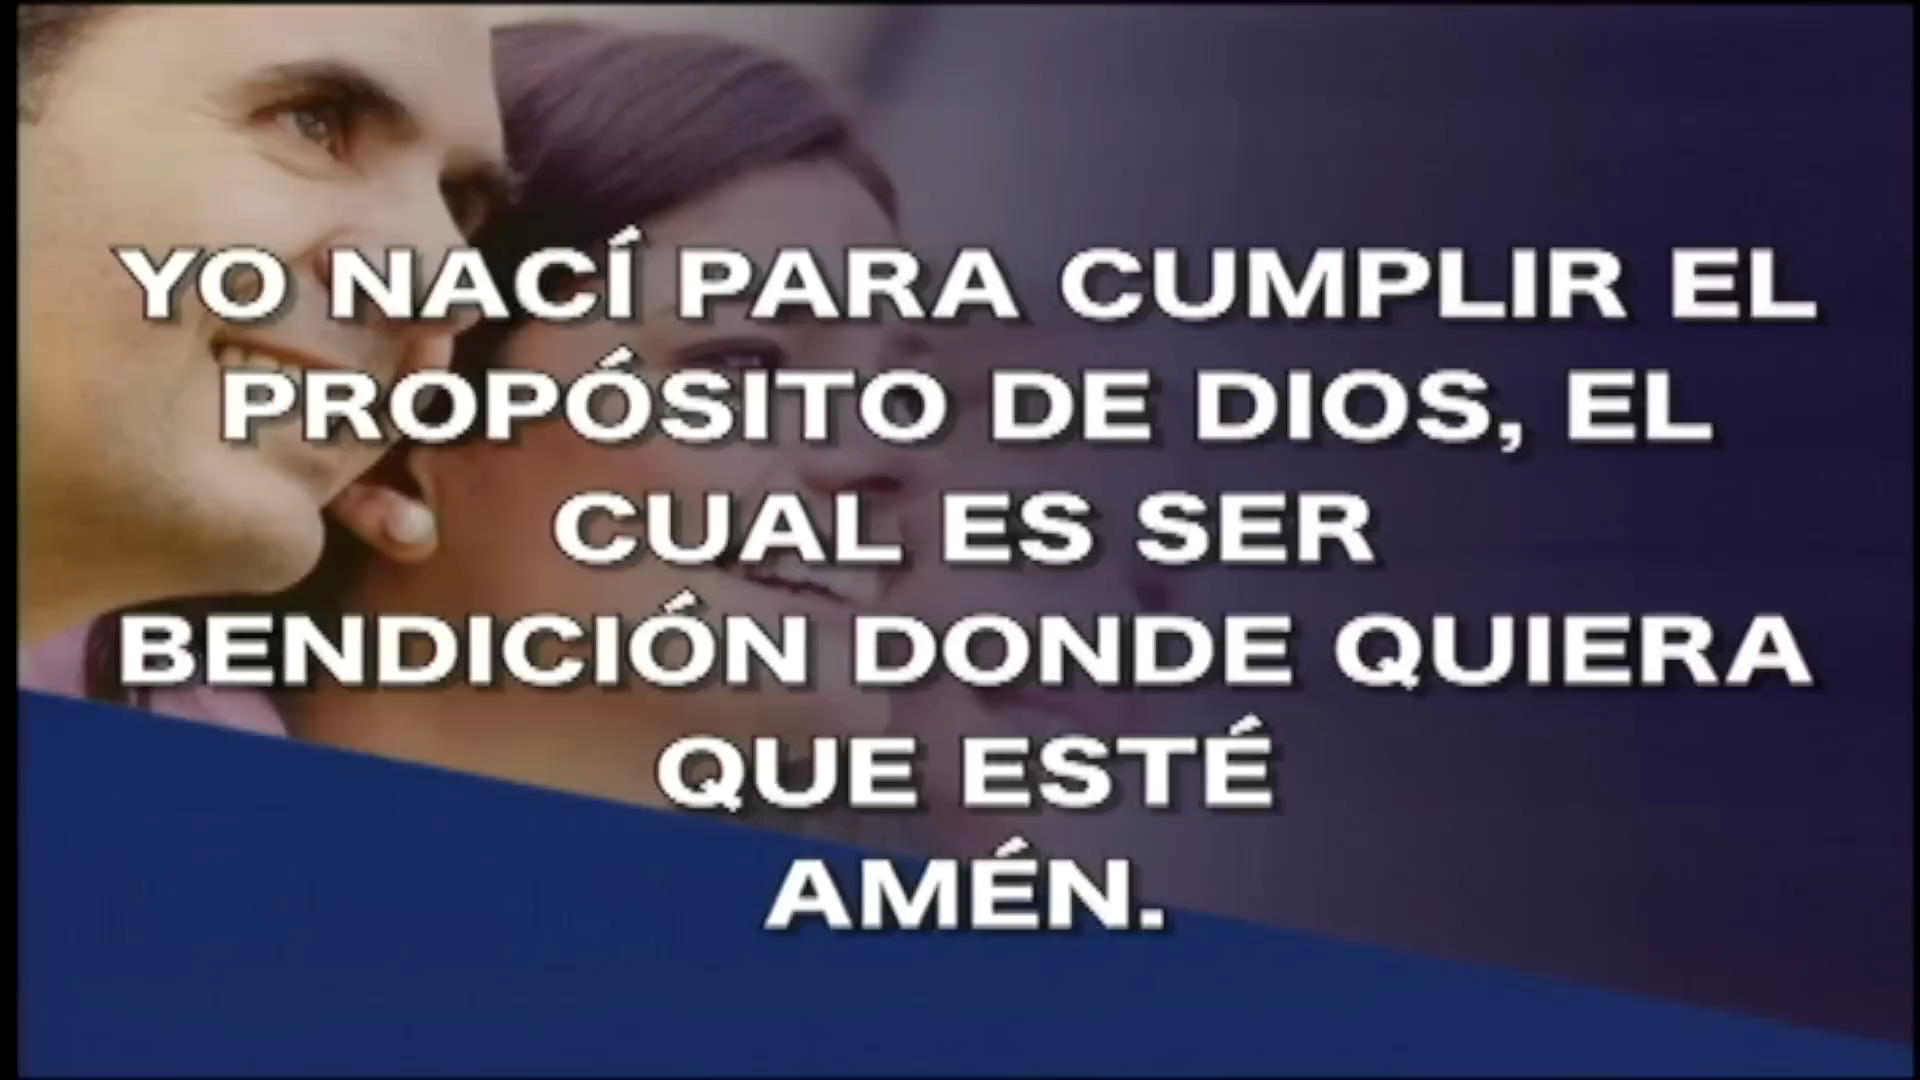 YO NACÍ PARA CUMPLIR EL
PROPÓSITO DE DIOS, EL
CUAL ES SER
BENDICIÓN DONDE QUIERA
QUE ESTÉ
AMÉN.